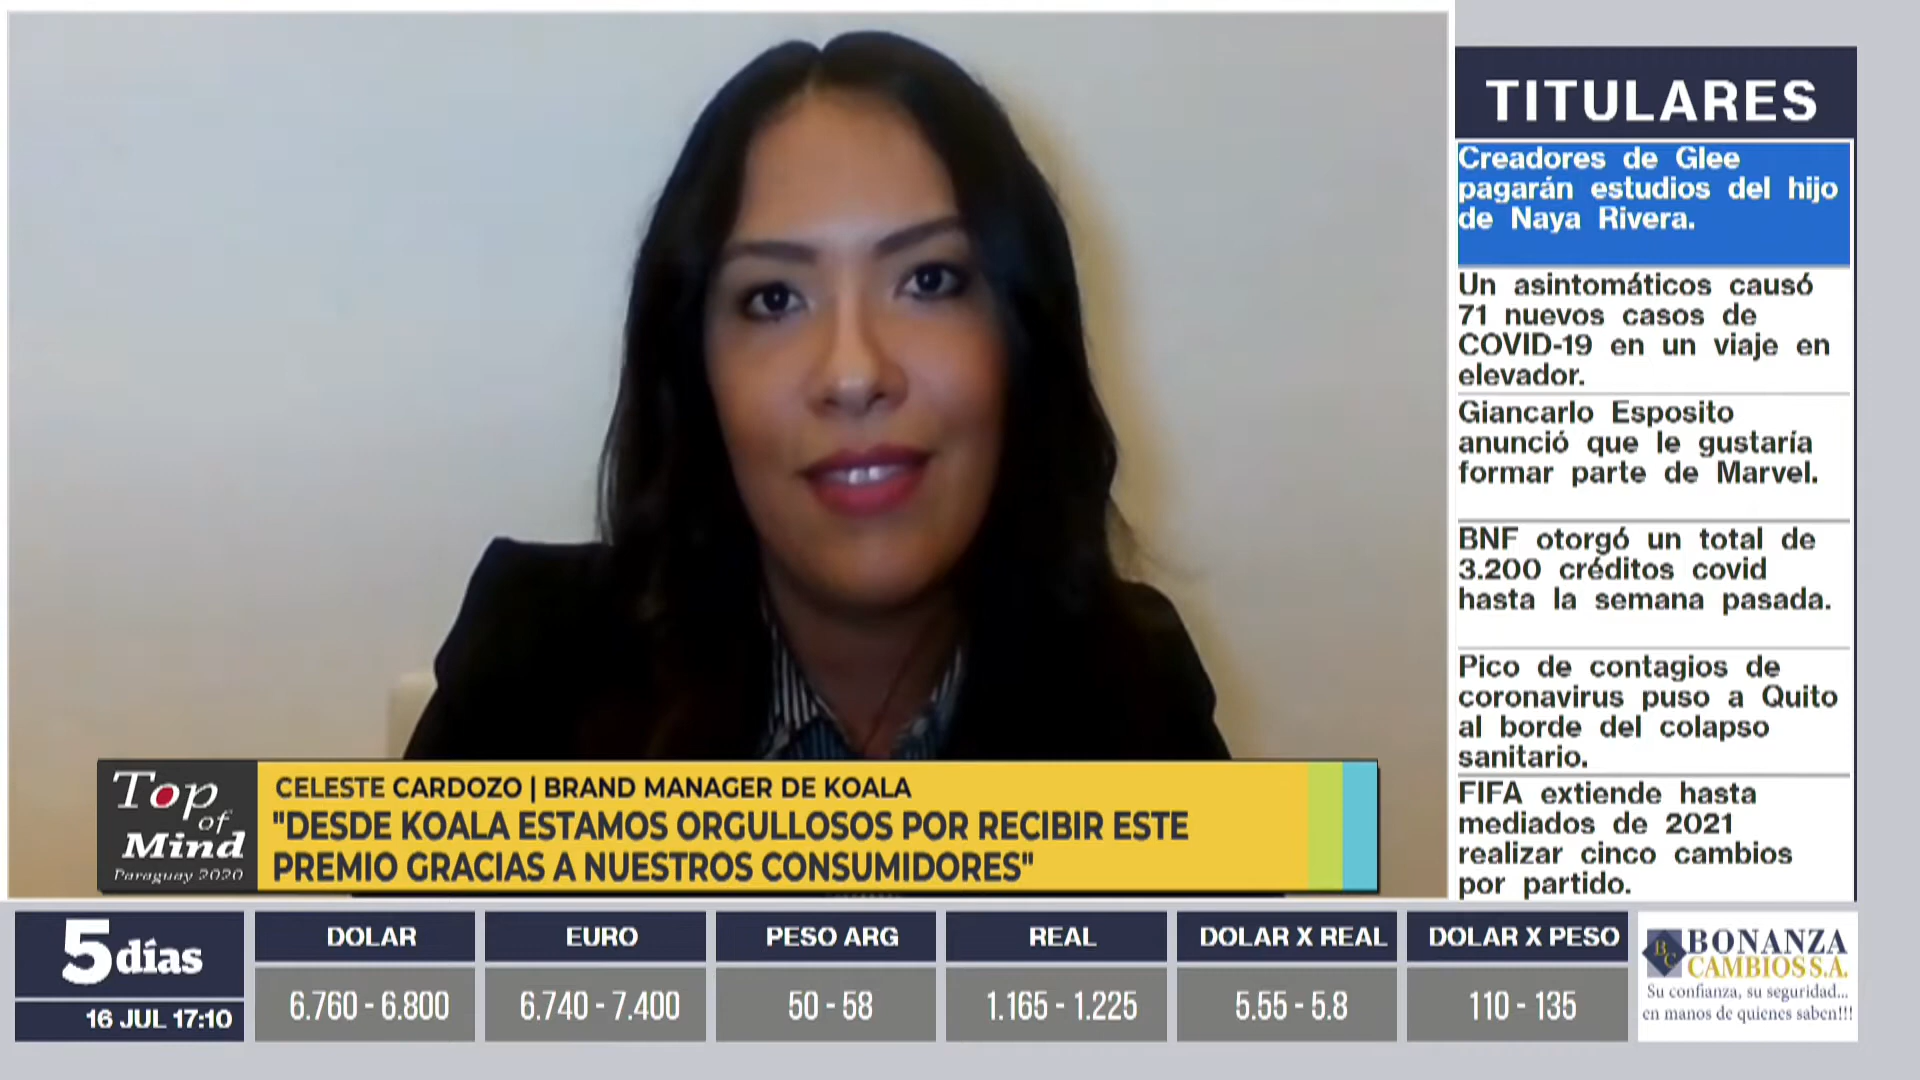 TITULARES
Creadores de Glee
pagarán estudios del hijo
de Naya Rivera.
Un asintomáticos causó
71 nuevos casos de
COVID-19 en un viaje en
elevador.
Giancarlo Esposito
anunció que le gustaría
formar parte de Marvel.
BNF otorgó un total de
3.200 créditos covid
hasta la semana pasada.
Pico de contagios de
coronavirus puso a Quito
al borde del colapso
sanitario.
FIFA extiende hasta
mediados de 2021
realizar cinco cambios
por partido.
Top
of
Mind
Paraguay 2020
CELESTE CARDOZO | BRAND MANAGER DE KOALA
"DESDE KOALA ESTAMOS ORGULLOSOS POR RECIBIR ESTE
PREMIO GRACIAS A NUESTROS CONSUMIDORES"
5días
16 JUL 17:10
DOLAR
6.760 - 6.800
EURO
6.740 - 7.400
PESO ARG
50 - 58
REAL
1.165 - 1.225
DOLAR X REAL
5.55 - 5.8
DOLAR X PESO
110 - 135
BC
BONANZA
CAMBIOS S.A.
Su confianza, su seguridad...
en manos de quienes saben!!!